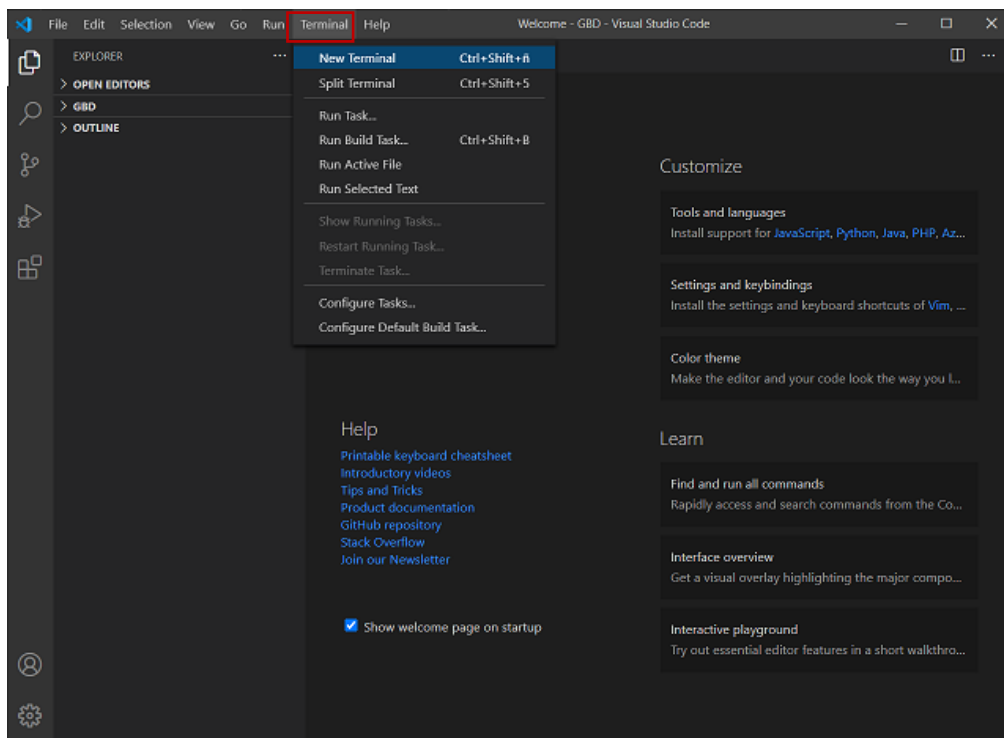 File Edit Selection View Go Run Terminal Help Welcome - GBD - Visual Studio Code
EXPLORER
OPEN EDITORS
GBD
OUTLINE
New Terminal Ctrl+Shift+ñ
Split Terminal Ctrl+Shift+5
Run Task...
Run Build Task... Ctrl+Shift+B
Run Active File
Run Selected Text
Show Running Tasks...
Restart Running Task...
Terminate Task...
Configure Tasks...
Configure Default Build Task...
Help
Printable keyboard cheatsheet
Introductory videos
Tips and Tricks
Product documentation
GitHub repository
Stack Overflow
Join our Newsletter
Show welcome page on startup
Customize
Tools and languages
Install support for JavaScript, Python, Java, PHP, Az...
Settings and keybindings
Install the settings and keyboard shortcuts of Vim, ...
Color theme
Make the editor and your code look the way you l...
Learn
Find and run all commands
Rapidly access and search commands from the Co...
Interface overview
Get a visual overlay highlighting the major compo...
Interactive playground
Try out essential editor features in a short walkthro...